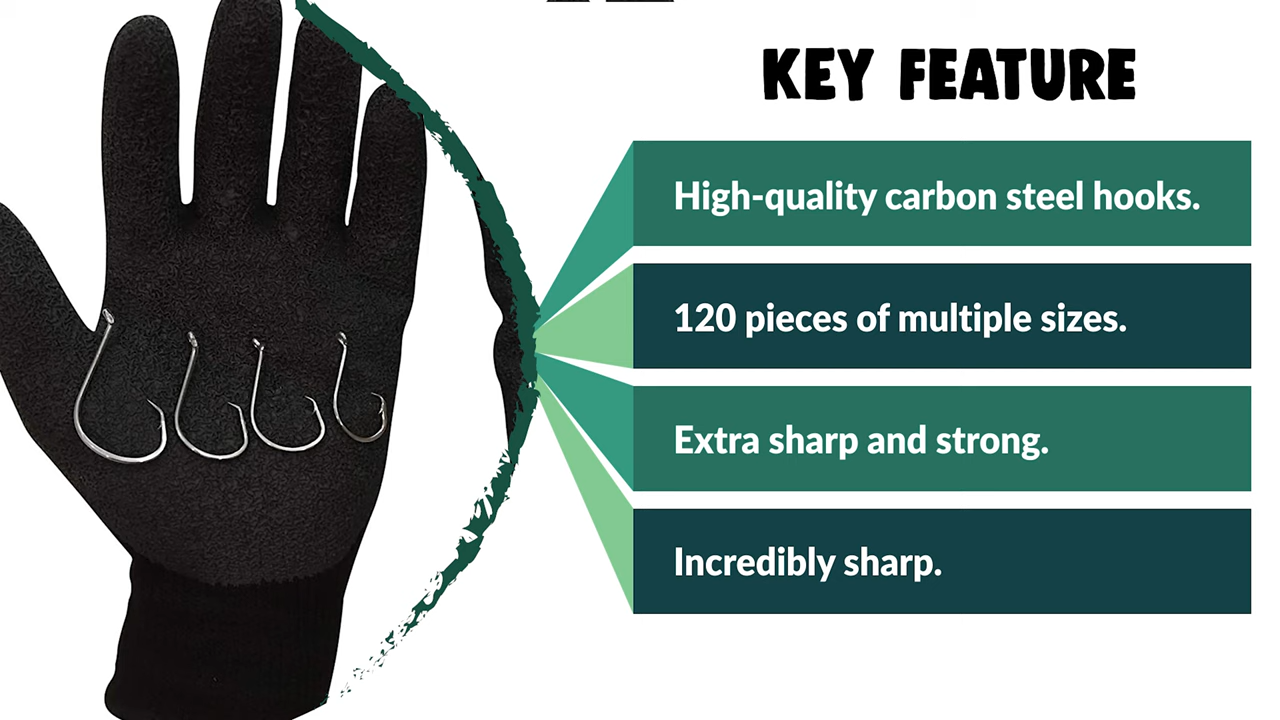 KEY FEATURE
High-quality carbon steel hooks.
120 pieces of multiple sizes.
Extra sharp and strong.
Incredibly sharp.